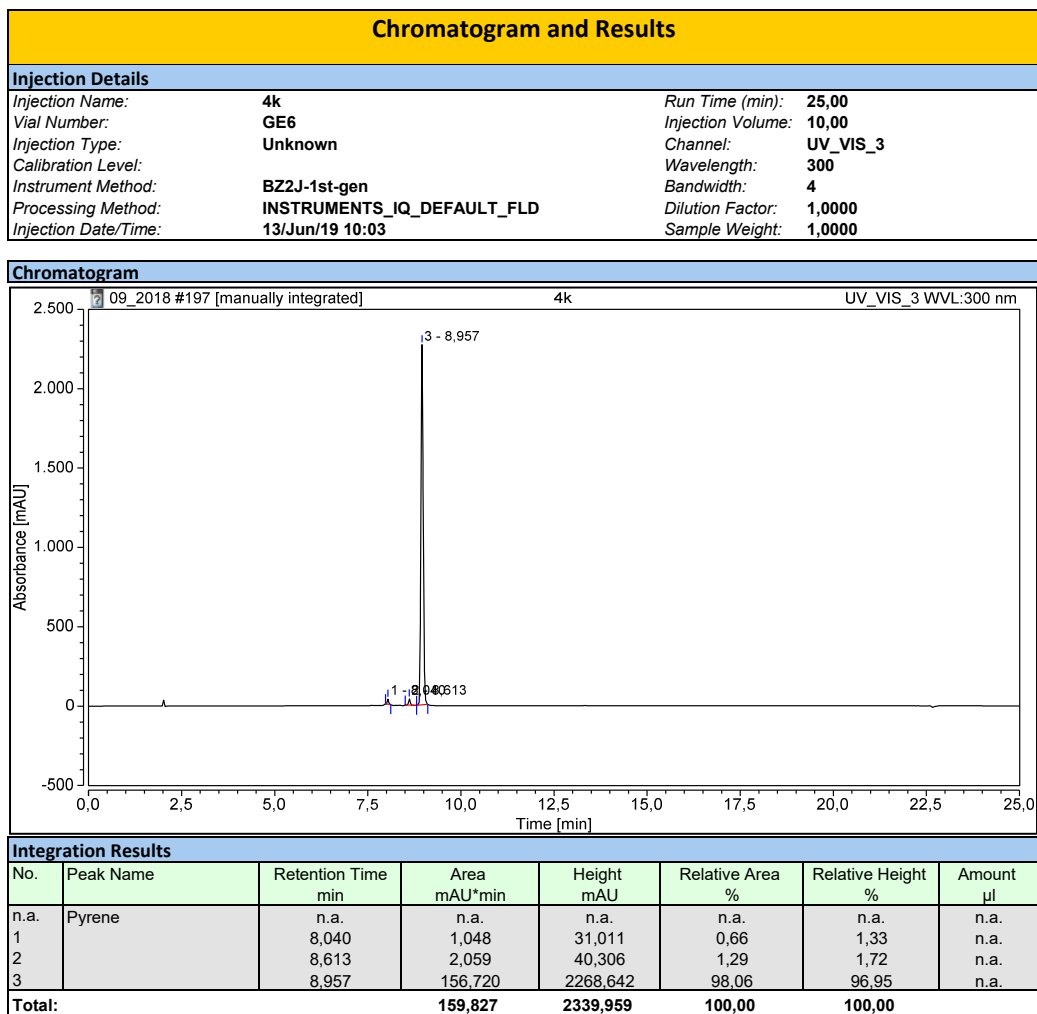 Chromatogram and Results
Injection Details
Injection Name: 4k Run Time (min): 25,00
Vial Number: GE6 Injection Volume: 10,00
Injection Type: Unknown Channel: UV_VIS_3
Calibration Level: Wavelength: 300
Instrument Method: BZ2J-1st-gen Bandwidth: 4
Processing Method: INSTRUMENTS_IQ_DEFAULT_FLD Dilution Factor: 1,0000
Injection Date/Time: 13/Jun/19 10:03 Sample Weight: 1,0000
Chromatogram
? 09_2018 #197 [manually integrated] 4k UV_VIS_3 WVL:300 nm
2.500
3 - 8,957
2.000
1.500
1.000
Absorbance [mAU]
500
1 - 8,040 2 - 8,613
0
-500
0,0 2,5 5,0 7,5 10,0 12,5 15,0 17,5 20,0 22,5 25,0
Time [min]
Integration Results
No. Peak Name Retention Time Area Height Relative Area Relative Height Amount
min mAU*min mAU % % µl
n.a. Pyrene n.a. n.a. n.a. n.a. n.a. n.a.
1 8,040 1,048 31,011 0,66 1,33 n.a.
2 8,613 2,059 40,306 1,29 1,72 n.a.
3 8,957 156,720 2268,642 98,06 96,95 n.a.
Total: 159,827 2339,959 100,00 100,00